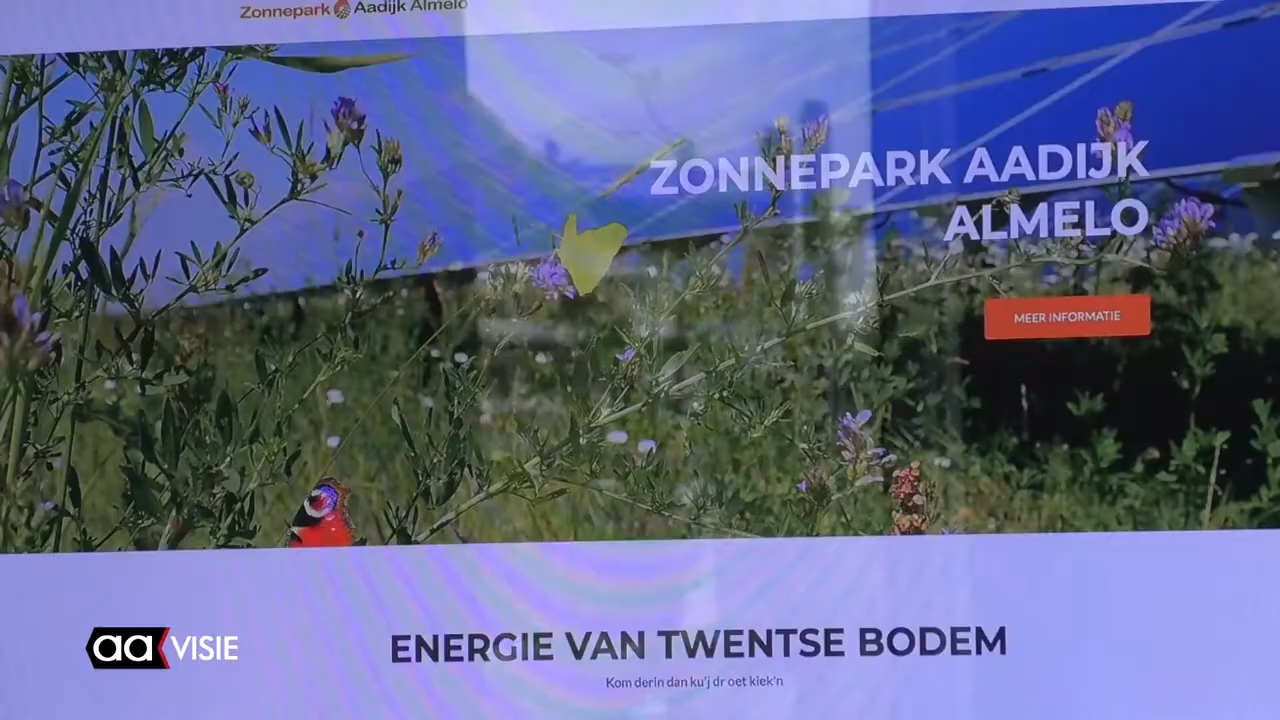 Zonnepark Aadijk Almelo
ZONNEPARK AADIJK
ALMELO
MEER INFORMATIE
aa VISIE
ENERGIE VAN TWENTSE BODEM
Kom derin dan ku'j dr oet kiek'n